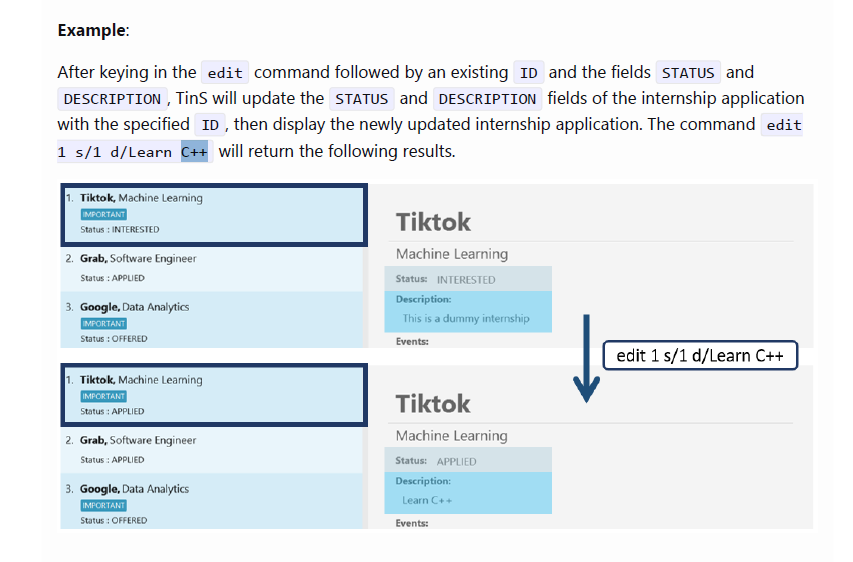 Example:
After keying in the edit command followed by an existing ID and the fields STATUS and
DESCRIPTION, TinS will update the STATUS and DESCRIPTION fields of the internship application
with the specified ID, then display the newly updated internship application. The command edit
1 s/1 d/Learn C++ will return the following results.
1. Tiktok, Machine Learning
IMPORTANT
Status : INTERESTED
2. Grab, Software Engineer
Status : APPLIED
3. Google, Data Analytics
IMPORTANT
Status : OFFERED
Tiktok
Machine Learning
Status: INTERESTED
Description:
This is a dummy internship
Events:
edit 1 s/1 d/Learn C++
1. Tiktok, Machine Learning
IMPORTANT
Status : APPLIED
2. Grab, Software Engineer
Status : APPLIED
3. Google, Data Analytics
IMPORTANT
Status : OFFERED
Tiktok
Machine Learning
Status: APPLIED
Description:
Learn C++
Events: